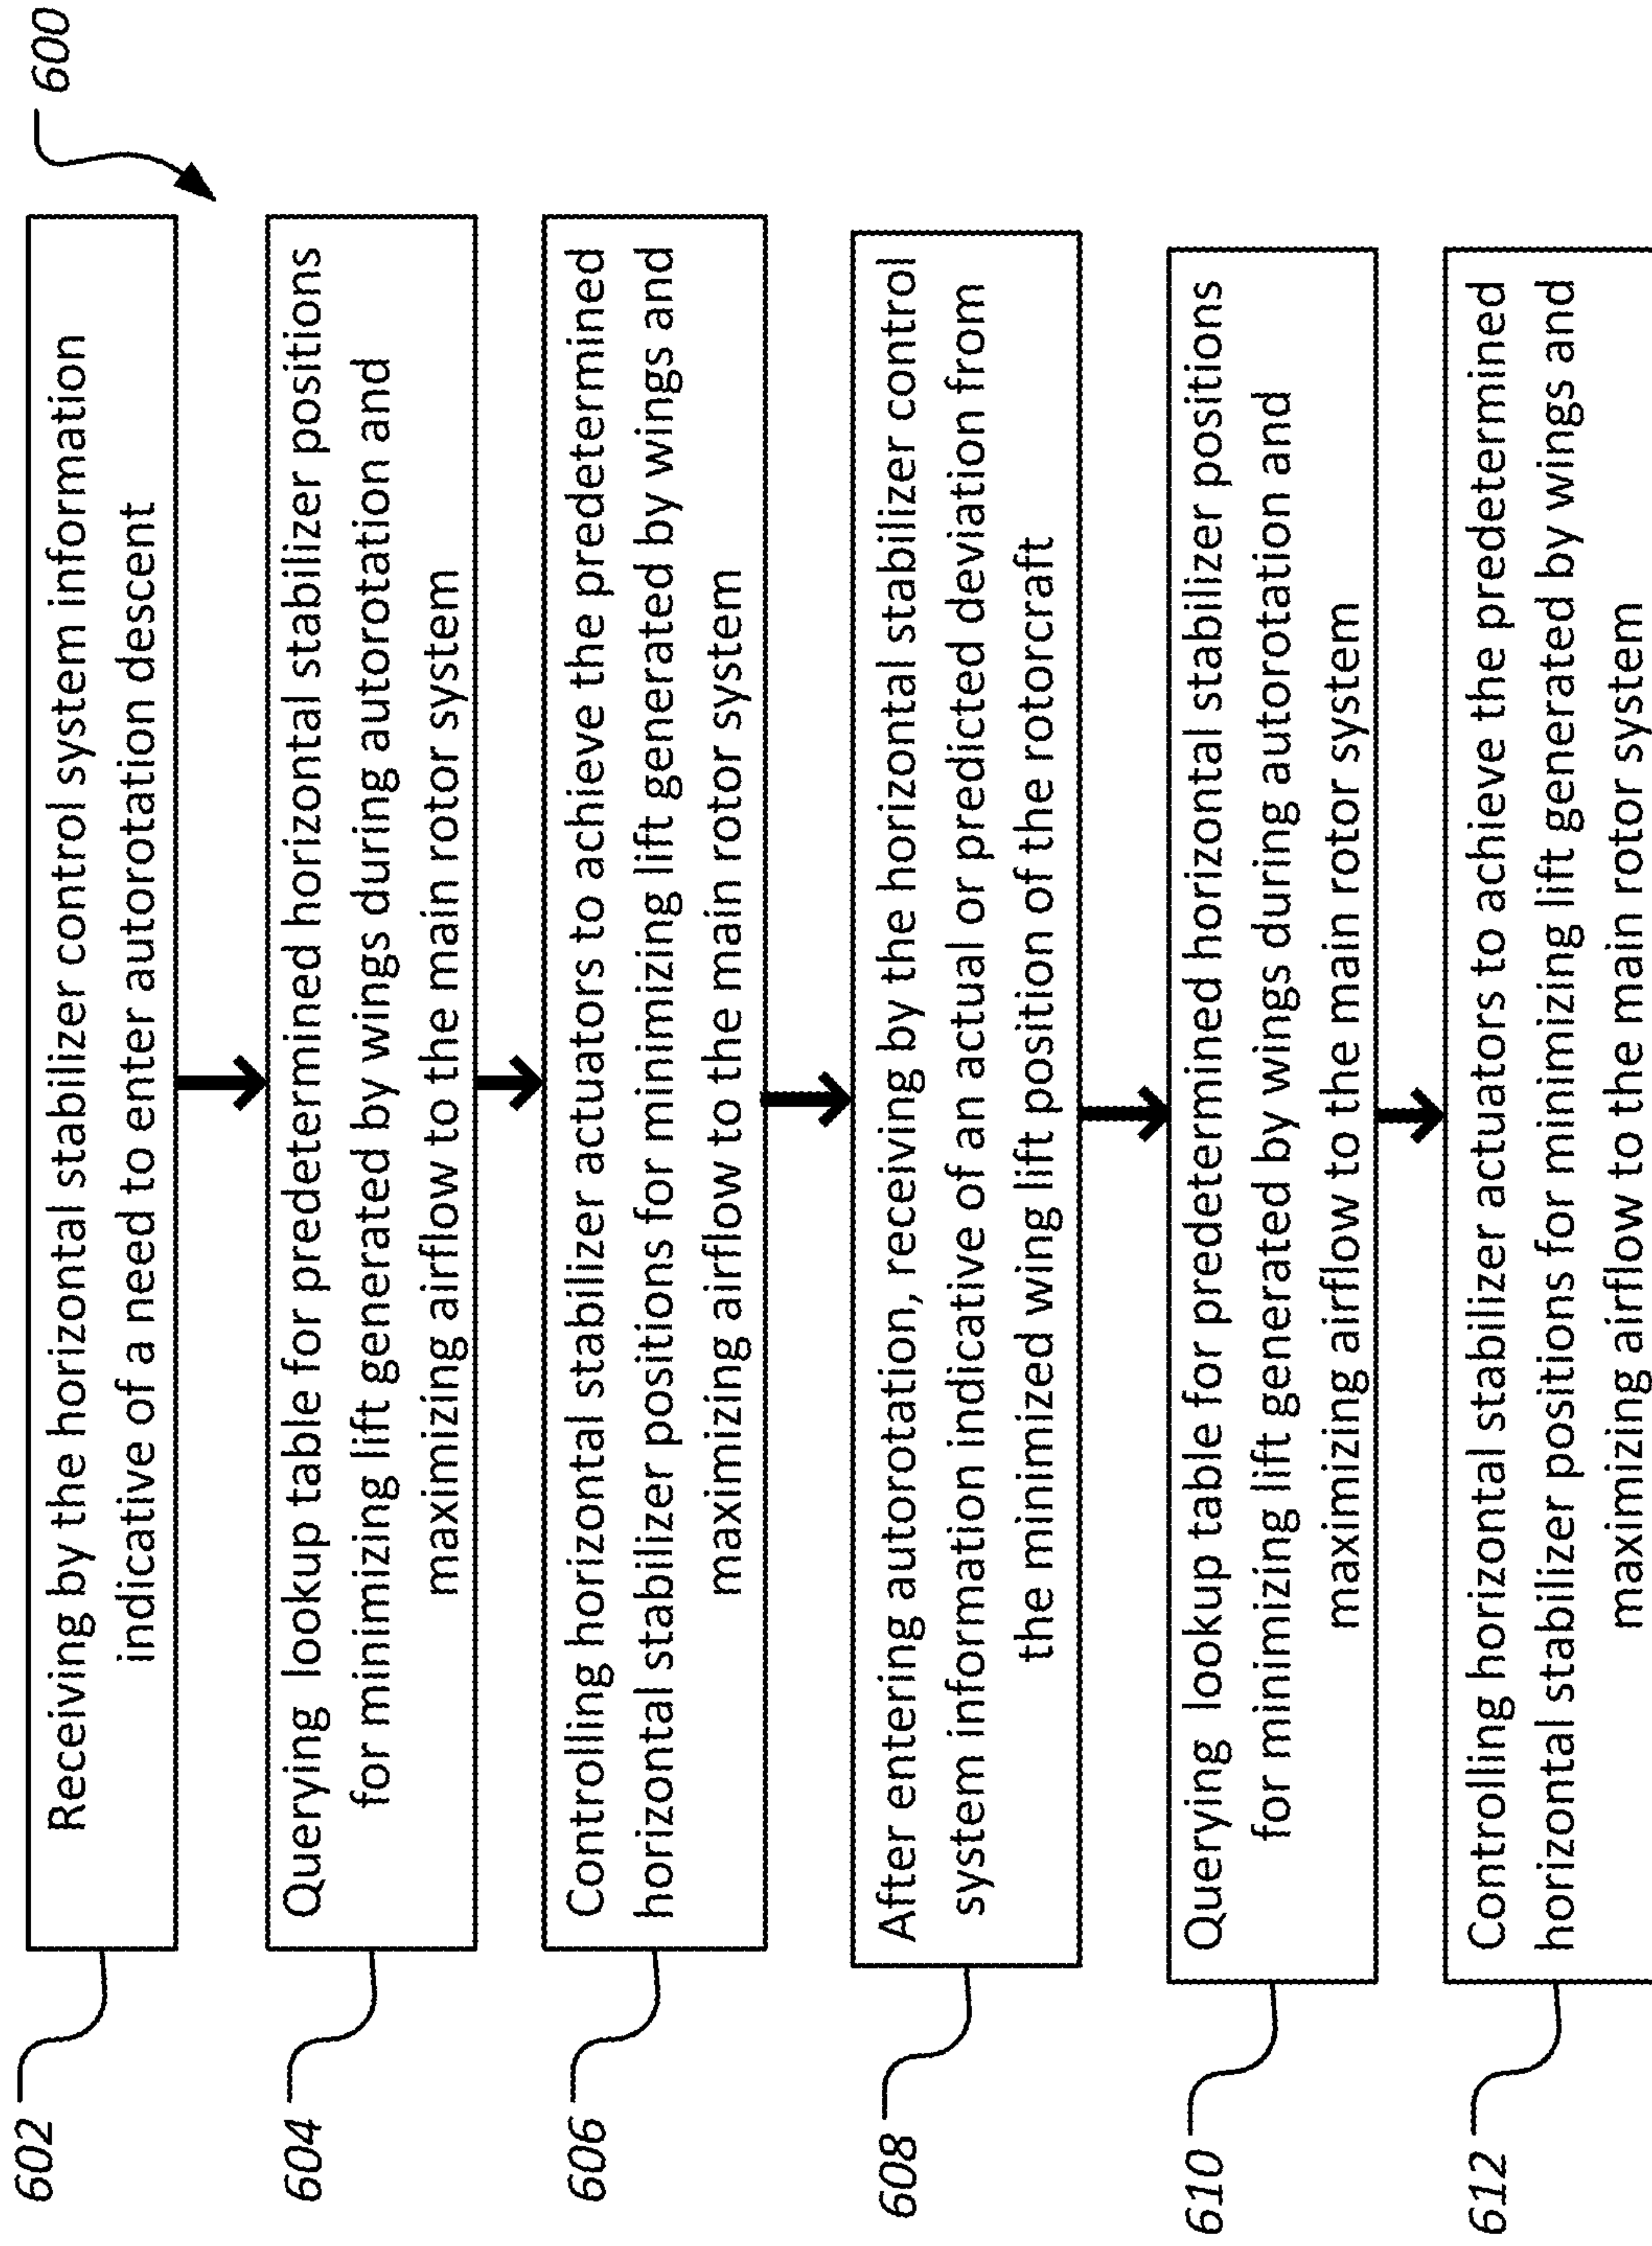 600
602
Receiving by the horizontal stabilizer control system information
indicative of a need to enter autorotation descent
604
Querying lookup table for predetermined horizontal stabilizer positions
for minimizing lift generated by wings during autorotation and
maximizing airflow to the main rotor system
606
Controlling horizontal stabilizer actuators to achieve the predetermined
horizontal stabilizer positions for minimizing lift generated by wings and
maximizing airflow to the main rotor system
608
After entering autorotation, receiving by the horizontal stabilizer control
system information indicative of an actual or predicted deviation from
the minimized wing lift position of the rotorcraft
610
Querying lookup table for predetermined horizontal stabilizer positions
for minimizing lift generated by wings during autorotation and
maximizing airflow to the main rotor system
612
Controlling horizontal stabilizer actuators to achieve the predetermined
horizontal stabilizer positions for minimizing lift generated by wings and
maximizing airflow to the main rotor system